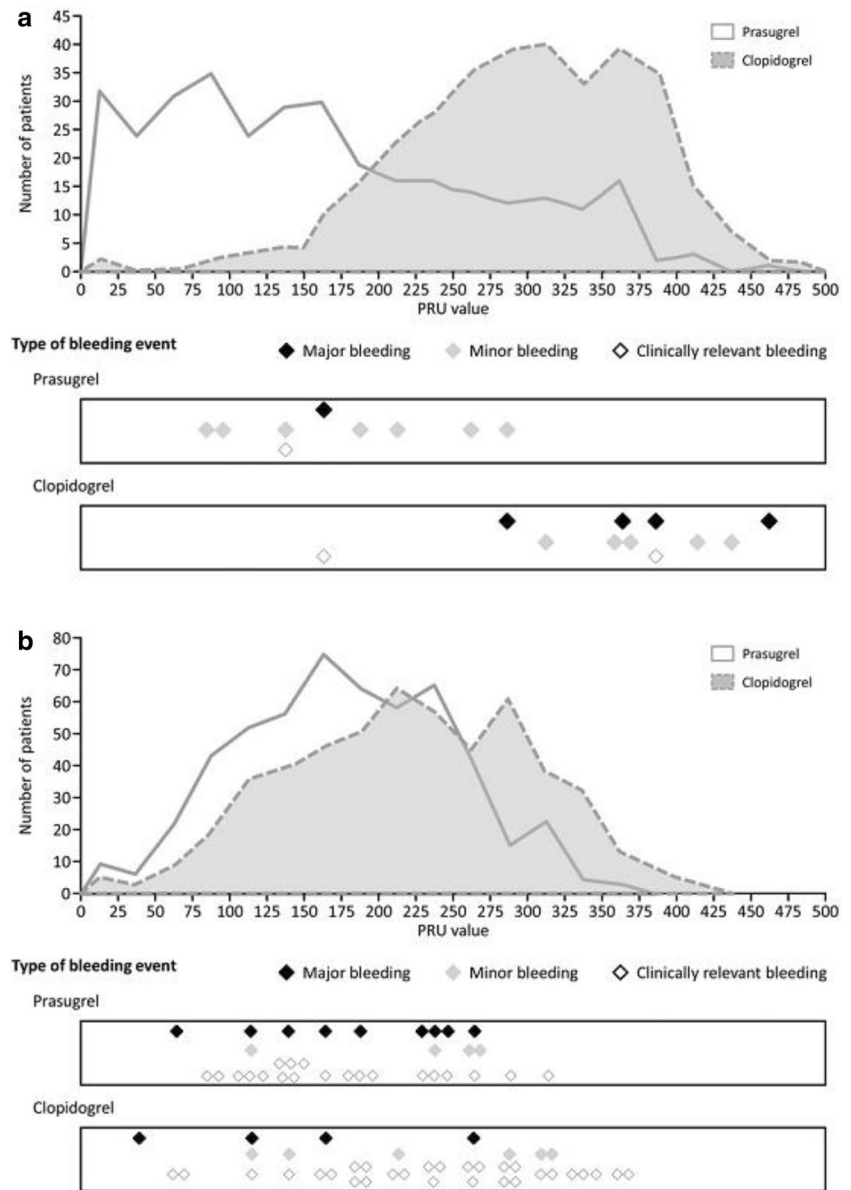 a
45
40
35
30
25
20
15
10
5
0
Number of patients
Prasugrel
Clopidogrel
0 25 50 75 100 125 150 175 200 225 250 275 300 325 350 375 400 425 450 475 500
PRU value
Type of bleeding event
Major bleeding Minor bleeding Clinically relevant bleeding
Prasugrel
Clopidogrel
b
80
70
60
50
40
30
20
10
0
Number of patients
Prasugrel
Clopidogrel
0 25 50 75 100 125 150 175 200 225 250 275 300 325 350 375 400 425 450 475 500
PRU value
Type of bleeding event
Major bleeding Minor bleeding Clinically relevant bleeding
Prasugrel
Clopidogrel